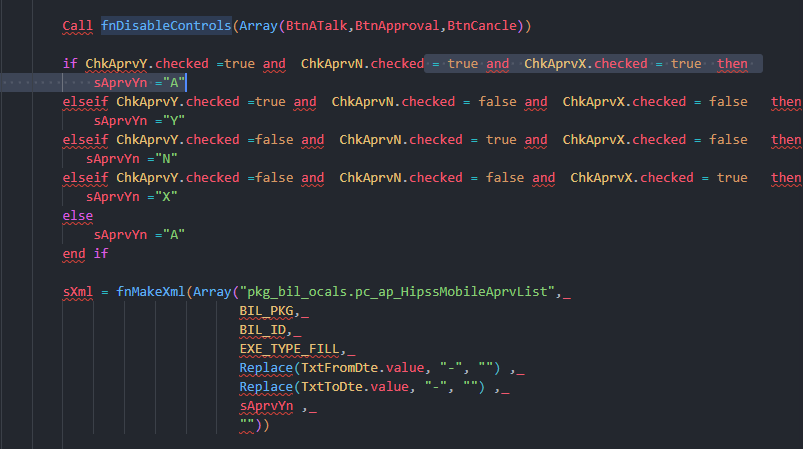 Call fnDisableControls(Array(BtnATalk,BtnApproval,BtnCancle))
if ChkAprvY.checked =true and  ChkAprvN.checked = true and  ChkAprvX.checked = true  then
sAprvYn ="A"
elseif ChkAprvY.checked =true and  ChkAprvN.checked = false and  ChkAprvX.checked = false   then
sAprvYn ="Y"
elseif ChkAprvY.checked =false and  ChkAprvN.checked = true and  ChkAprvX.checked = false   then
sAprvYn ="N"
elseif ChkAprvY.checked =false and  ChkAprvN.checked = false and  ChkAprvX.checked = true   then
sAprvYn ="X"
else
sAprvYn ="A"
end if
sXml = fnMakeXml(Array("pkg_bil_ocals.pc_ap_HipssMobileAprvList",_
BIL_PKG,_
BIL_ID,_
EXE_TYPE_FILL,_
Replace(TxtFromDte.value, "-", "") ,_
Replace(TxtToDte.value, "-", "") ,_
sAprvYn ,_
""))